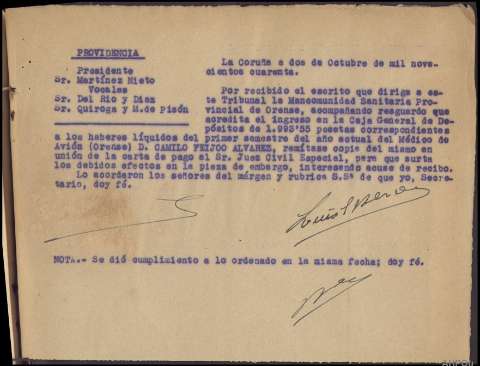 PROVIDENCIA
Presidente
Sr. Martínez Nieto
Vocales
Sr. Del Rio y Diaz
Sr. Quiroga y M.de Pisón
La Coruña a dos de Octubre de mil nove-
cientos cuarenta.
Por recibido el escrito que dirige a es-
te Tribunal la Mancomunidad Sanitaria Pro-
vincial de Orense, acompañando resguardo que
acredita el ingreso en la Caja General de De-
pósitos de 1.993'55 pesetas correspondientes
a los haberes líquidos del primer semestre del año actual del Médico de
Avión (Orense) D. CAMILO FEIJOO ALVAREZ, remítase copia del mismo en
unión de la carta de pago al Sr. Juez Civil Especial, para que surta
los debidos efectos en la pieza de embargo, interesando acuse de recibo.
Lo acordaron los señores del márgen y rubrica S.Sª de que yo, Secre-
tario, doy fé.
NOTA.- Se dió cumplimiento a lo ordenado en la misma fecha; doy fé.